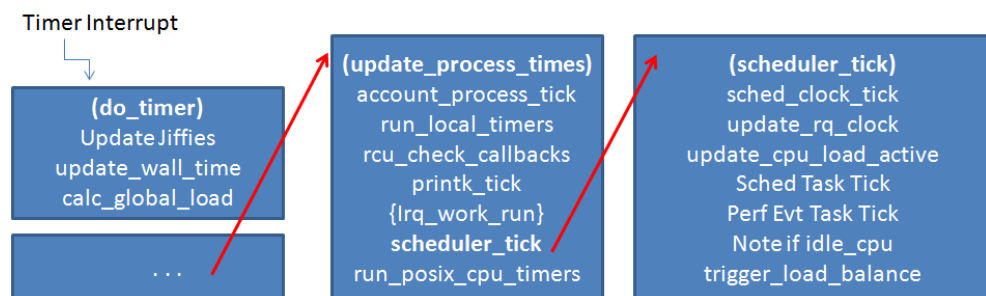 Timer Interrupt
(do_timer)
Update Jiffies
update_wall_time
calc_global_load
. . .
(update_process_times)
account_process_tick
run_local_timers
rcu_check_callbacks
printk_tick
{Irq_work_run}
scheduler_tick
run_posix_cpu_timers
(scheduler_tick)
sched_clock_tick
update_rq_clock
update_cpu_load_active
Sched Task Tick
Perf Evt Task Tick
Note if idle_cpu
trigger_load_balance